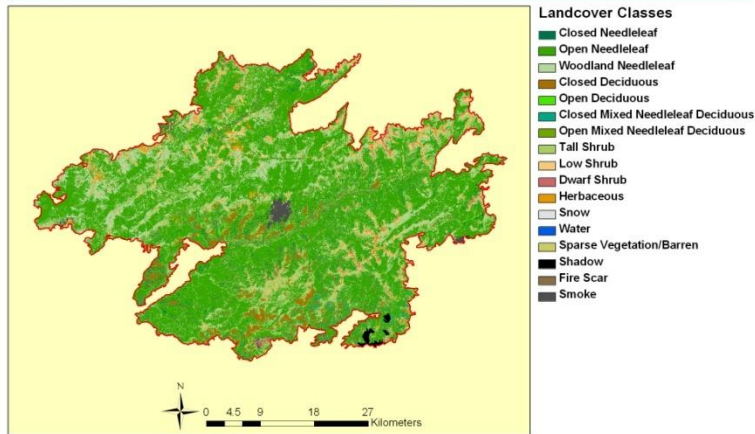 Landcover Classes
Closed Needleleaf
Open Needleleaf
Woodland Needleleaf
Closed Deciduous
Open Deciduous
Closed Mixed Needleleaf Deciduous
Open Mixed Needleleaf Deciduous
Tall Shrub
Low Shrub
Dwarf Shrub
Herbaceous
Snow
Water
Sparse Vegetation/Barren
Shadow
Fire Scar
Smoke
N
0 4.5 9 18 27
Kilometers